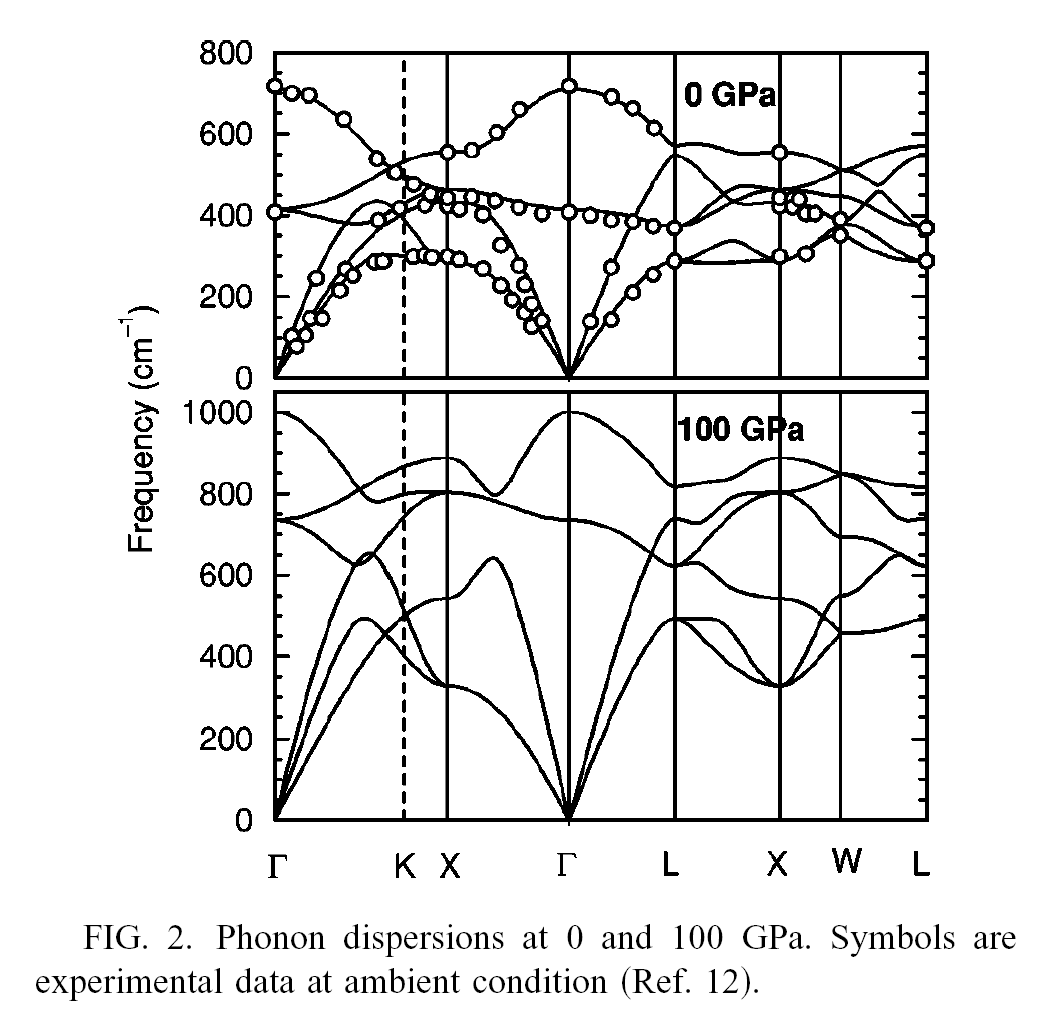 800
0 GPa
600
400
200
0
Frequency (cm⁻¹)
1000
100 GPa
800
600
400
200
0
Γ K X Γ L X W L
FIG. 2. Phonon dispersions at 0 and 100 GPa. Symbols are
experimental data at ambient condition (Ref. 12).